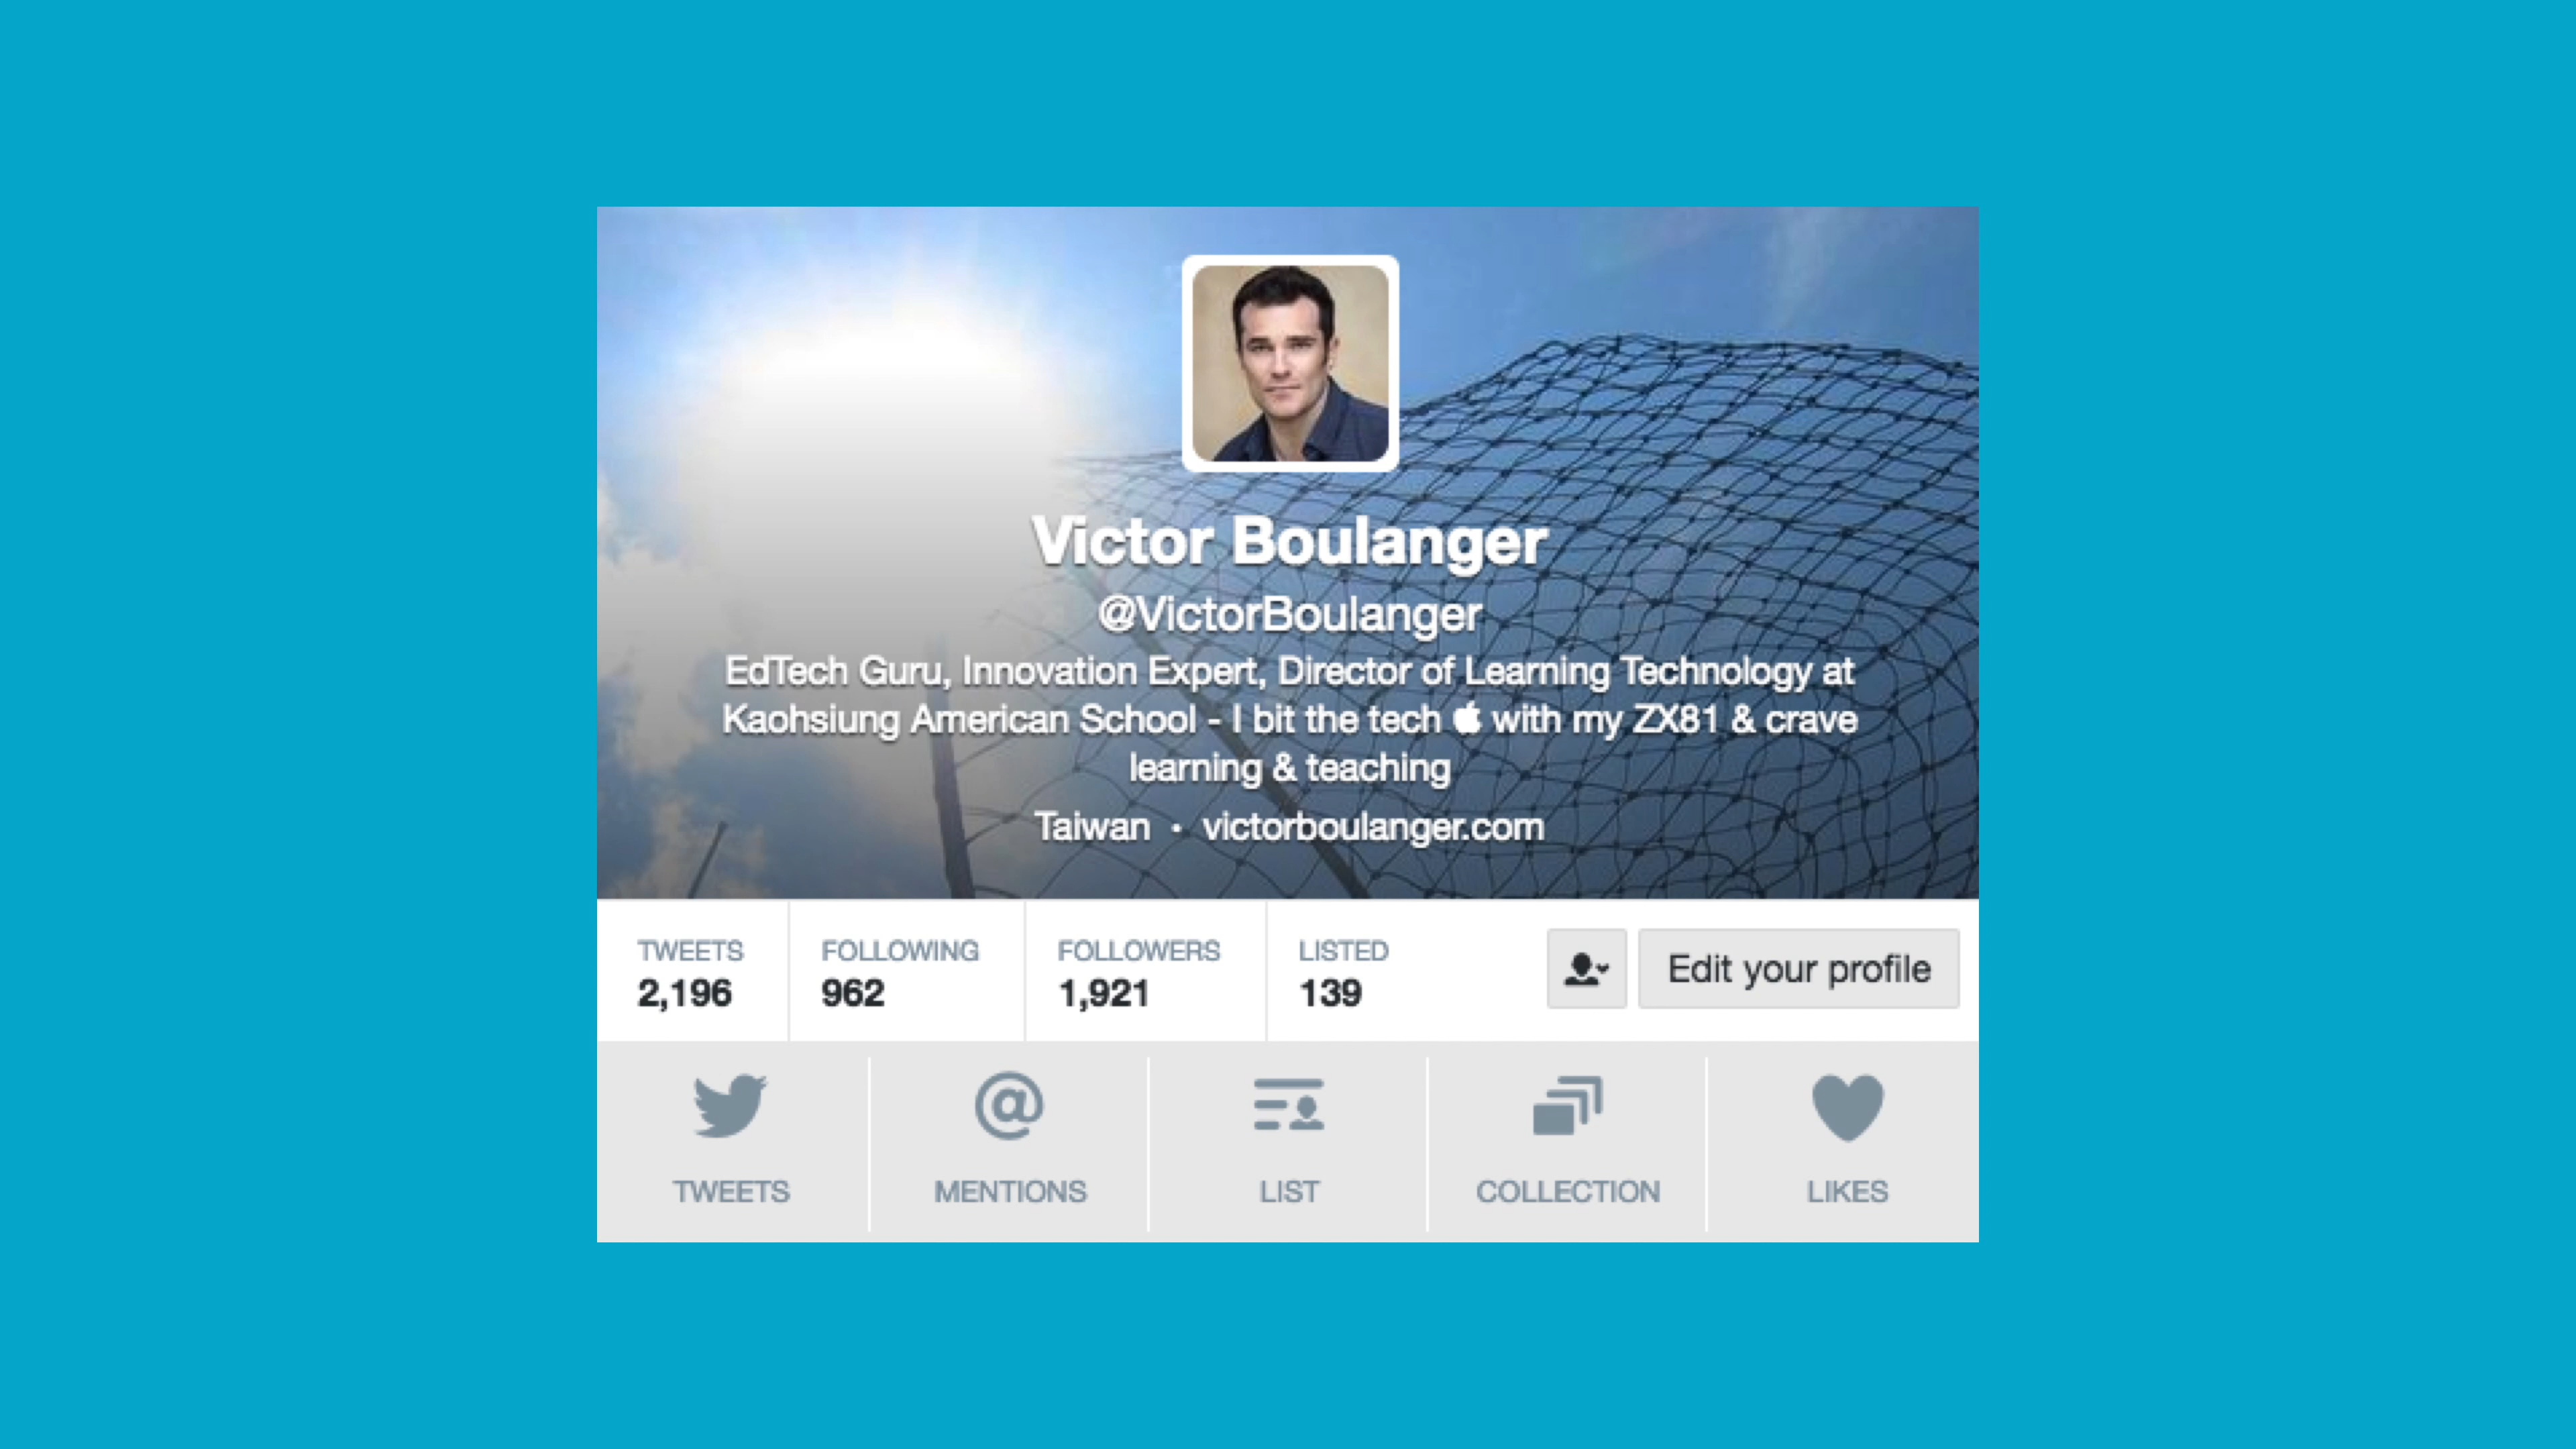 Victor Boulanger
@VictorBoulanger
EdTech Guru, Innovation Expert, Director of Learning Technology at
Kaohsiung American School - I bit the tech  with my ZX81 & crave
learning & teaching
Taiwan • victorboulanger.com
TWEETS FOLLOWING FOLLOWERS LISTED
2,196 962 1,921 139
Edit your profile
@
TWEETS MENTIONS LIST COLLECTION LIKES